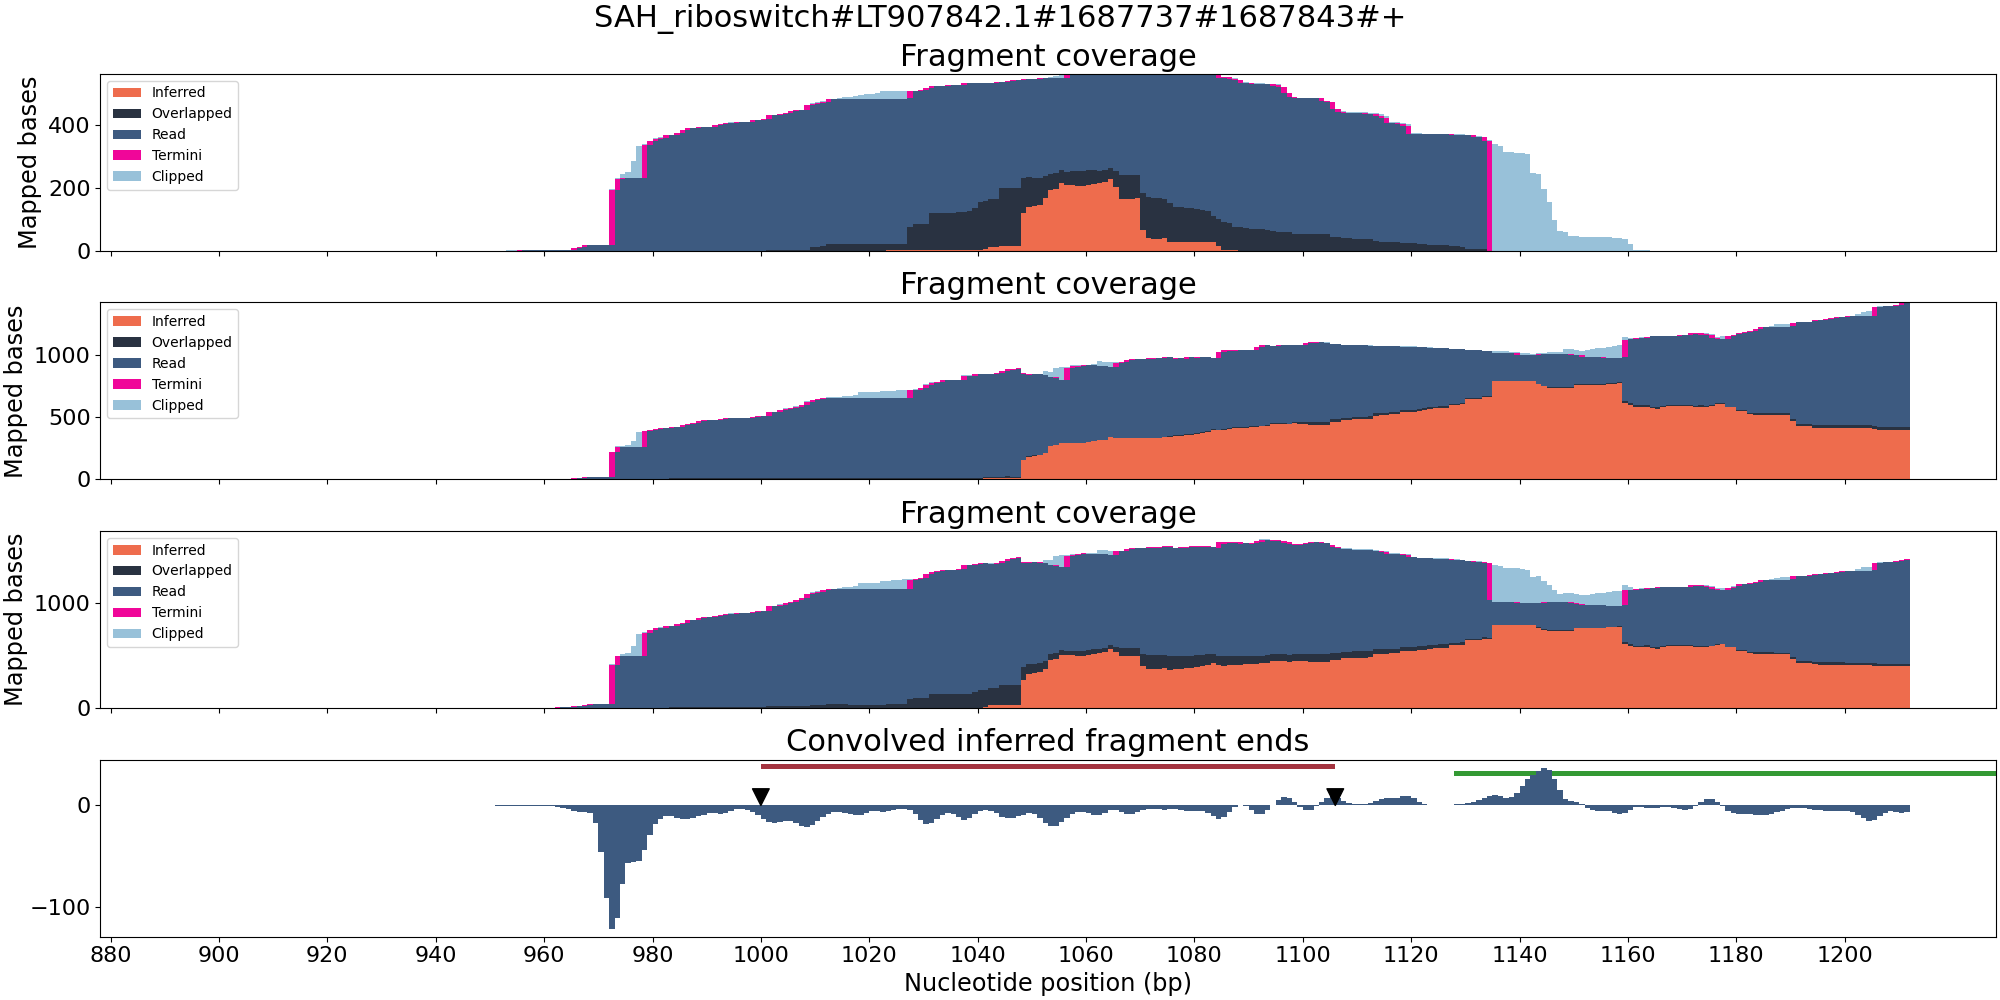 SAH_riboswitch#LT907842.1#1687737#1687843#+
Fragment coverage
Mapped bases
400
200
0
Inferred
Overlapped
Read
Termini
Clipped
Fragment coverage
Mapped bases
1000
500
0
Inferred
Overlapped
Read
Termini
Clipped
Fragment coverage
Mapped bases
1000
0
Inferred
Overlapped
Read
Termini
Clipped
Convolved inferred fragment ends
0
−100
880 900 920 940 960 980 1000 1020 1040 1060 1080 1100 1120 1140 1160 1180 1200
Nucleotide position (bp)